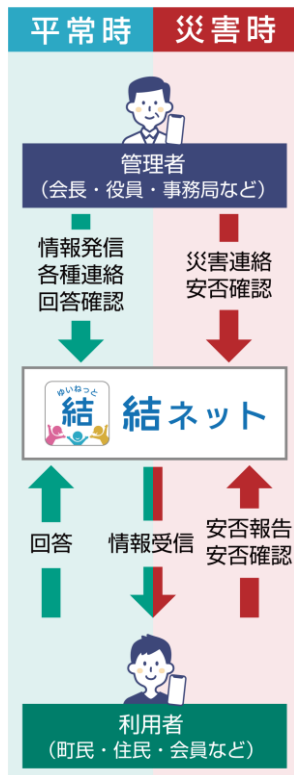 平常時
災害時
管理者
（会長・役員・事務局など）
情報発信
各種連絡
回答確認
災害連絡
安否確認
ゆいねっと
結
結ネット
回答
情報受信
安否報告
安否確認
利用者
（町民・住民・会員など）